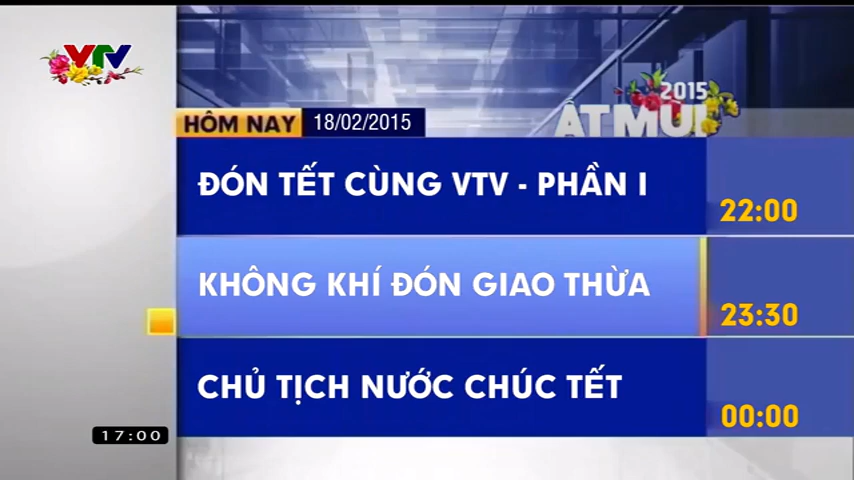 VTV
2015
ẤT MÙI
HÔM NAY
18/02/2015
ĐÓN TẾT CÙNG VTV - PHẦN I
22:00
KHÔNG KHÍ ĐÓN GIAO THỪA
23:30
CHỦ TỊCH NƯỚC CHÚC TẾT
00:00
17:00